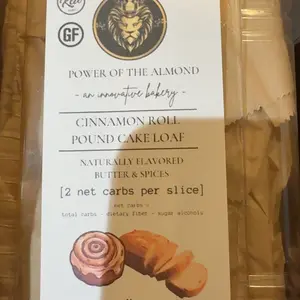 Keto
GF
POWER OF THE ALMOND
- an innovative bakery -
CINNAMON ROLL
POUND CAKE LOAF
NATURALLY FLAVORED
BUTTER & SPICES
[2 net carbs per slice]
net carbs =
total carbs - dietary fiber - sugar alcohols